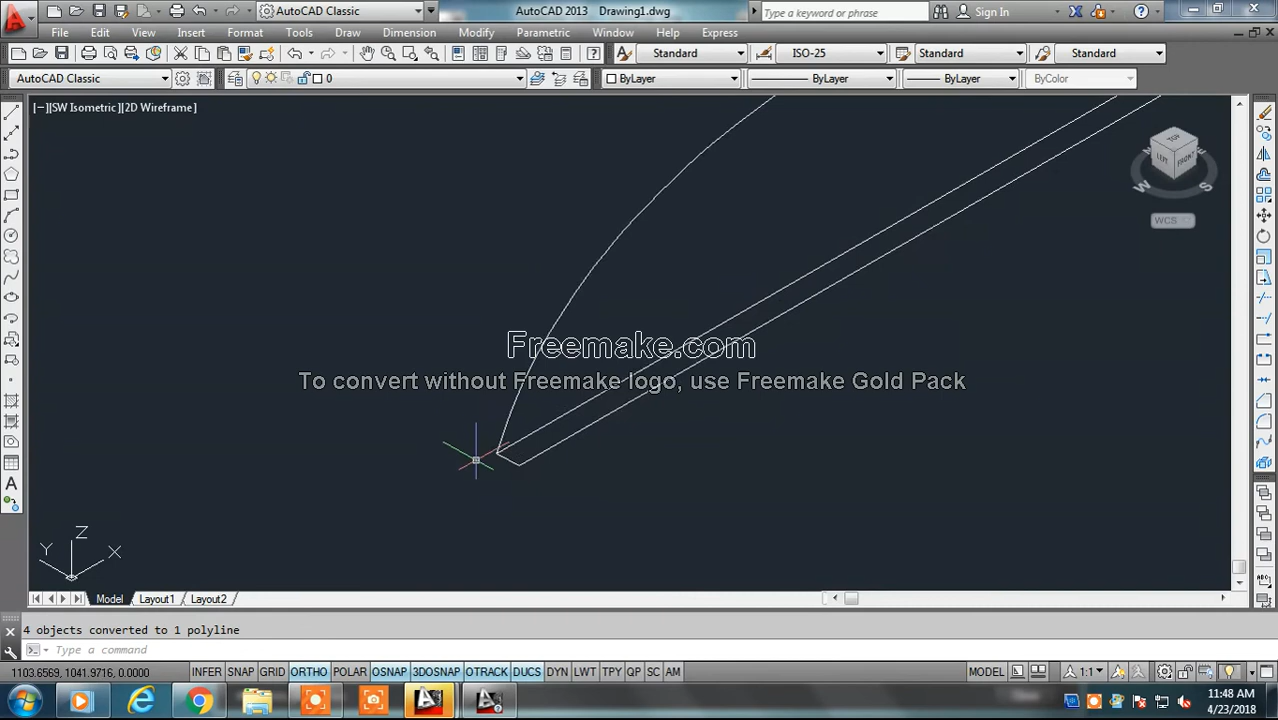 AutoCAD Classic
AutoCAD 2013 Drawing1.dwg
Type a keyword or phrase
Sign In
File Edit View Insert Format Tools Draw Dimension Modify Parametric Window Help Express
Standard ISO-25 Standard Standard
AutoCAD Classic 0 ByLayer ByLayer ByLayer ByColor
[−][SW Isometric][2D Wireframe]
TOP
LEFT FRONT
W S
WCS
Freemake.com
To convert without Freemake logo, use Freemake Gold Pack
Z
Y X
Model Layout1 Layout2
4 objects converted to 1 polyline
Type a command
1103.6569, 1041.9716, 0.0000 INFER SNAP GRID ORTHO POLAR OSNAP 3DOSNAP OTRACK DUCS DYN LWT TPY QP SC AM MODEL 1:1
11:48 AM
4/23/2018